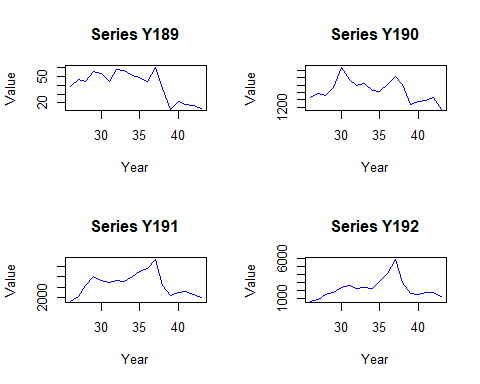 Series Y189
Value
20 50
30 35 40
Year
Series Y190
Value
1200
30 35 40
Year
Series Y191
Value
2000
30 35 40
Year
Series Y192
Value
1000 6000
30 35 40
Year